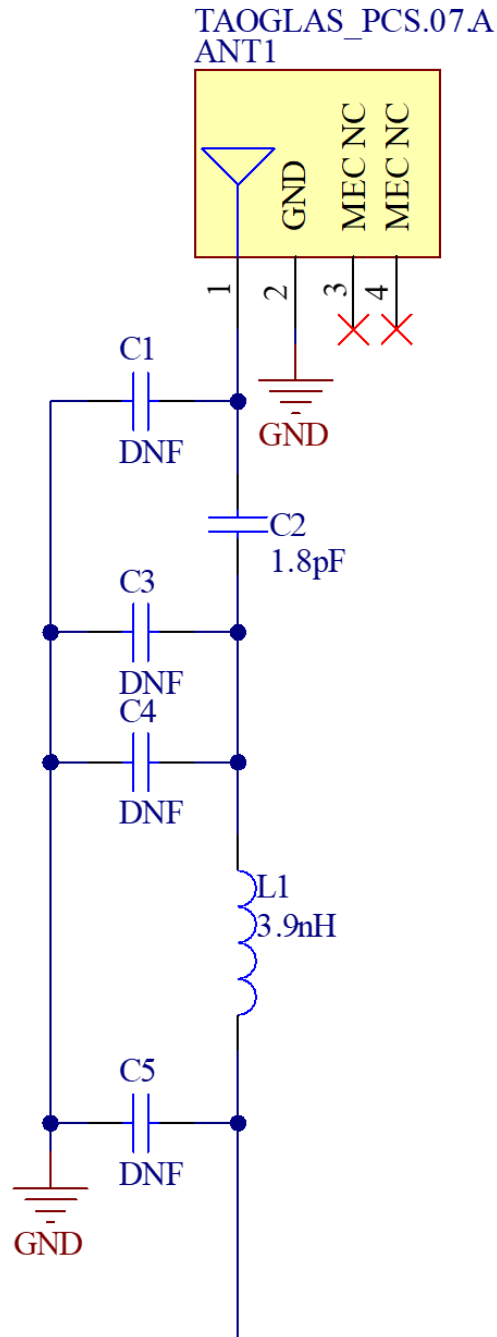 TAOGLAS_PCS.07.A
ANT1
GND
MEC NC
MEC NC
1
2
3
4
GND
C1
DNF
C2
1.8pF
C3
DNF
C4
DNF
L1
3.9nH
C5
DNF
GND